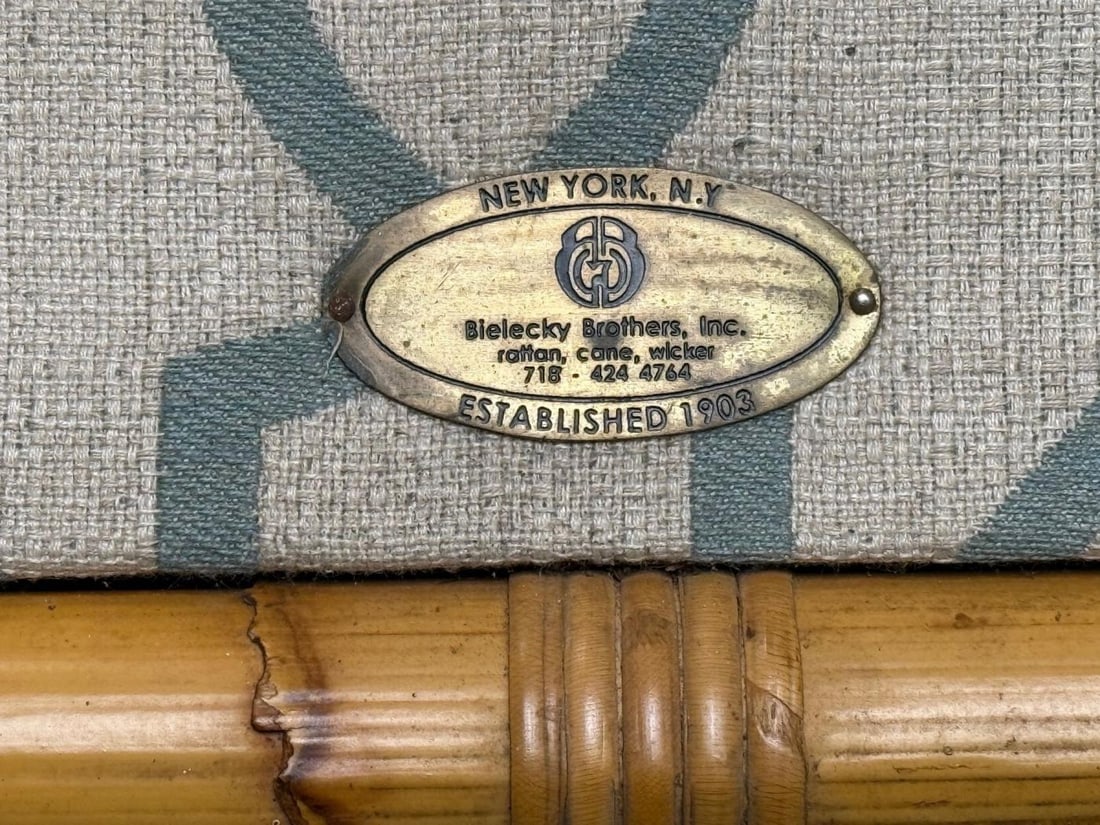 NEW YORK, N.Y
Bielecky Brothers, Inc.
rattan, cane, wicker
718 - 424 4764
ESTABLISHED 1903